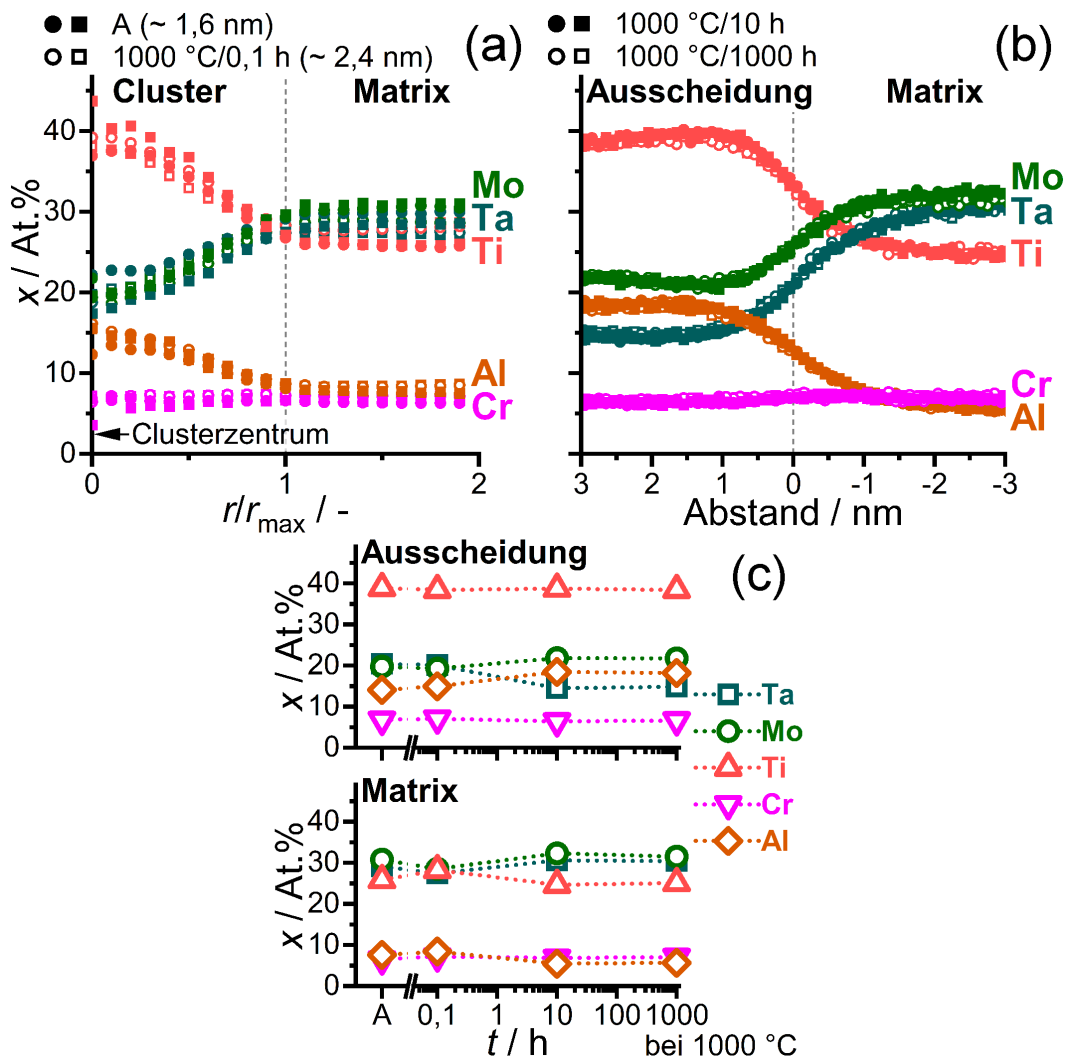 A (~ 1,6 nm)
1000 °C/0,1 h (~ 2,4 nm)
(a)
Cluster
Matrix
40
30
20
10
0
x / At.%
Mo
Ta
Ti
Al
Cr
Clusterzentrum
0
1
2
r/rmax / -
1000 °C/10 h
1000 °C/1000 h
(b)
Ausscheidung
Matrix
Mo
Ta
Ti
Cr
Al
3
2
1
0
-1
-2
-3
Abstand / nm
Ausscheidung
(c)
40
30
20
10
0
x / At.%
Ta
Mo
Ti
Cr
Al
Matrix
40
30
20
10
0
x / At.%
A
0,1
1
10
100
1000
t / h
bei 1000 °C